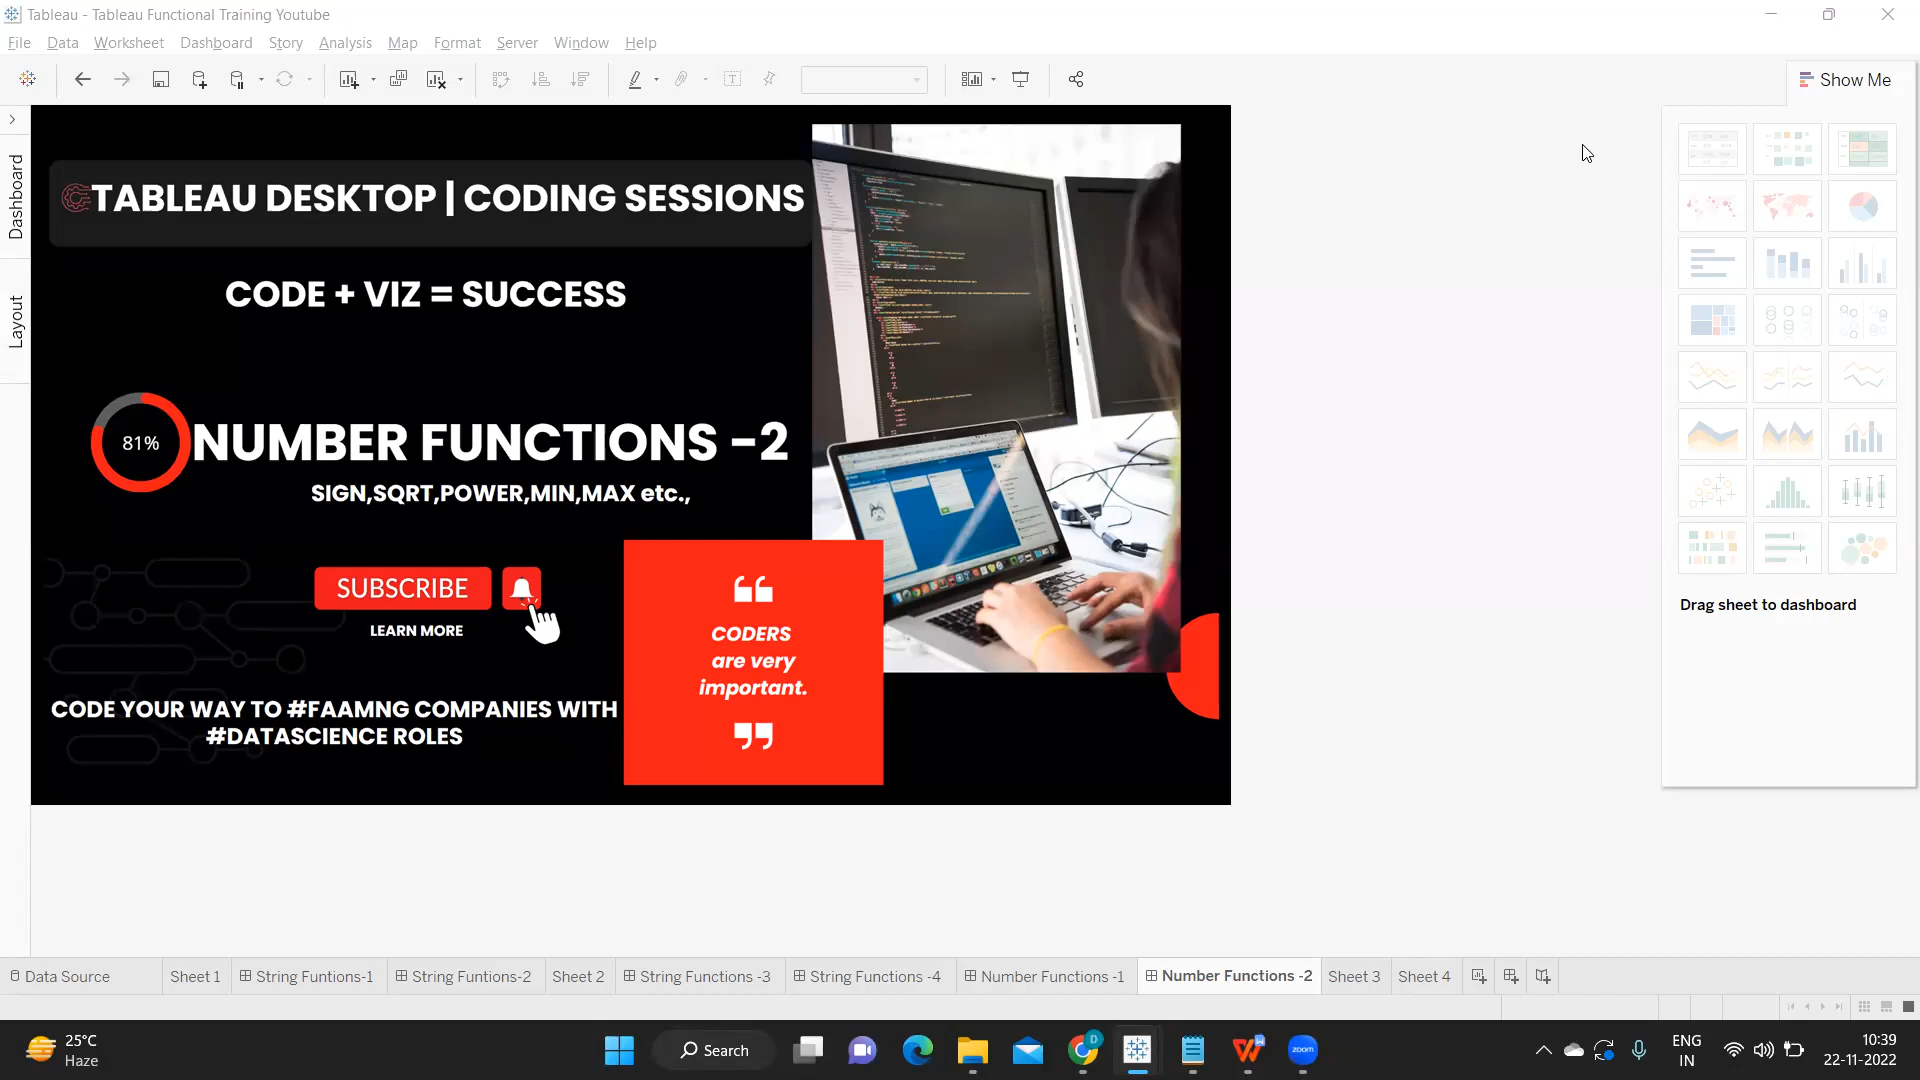 Tableau - Tableau Functional Training Youtube
File Data Worksheet Dashboard Story Analysis Map Format Server Window Help
Show Me
Dashboard
Layout
TABLEAU DESKTOP | CODING SESSIONS
CODE + VIZ = SUCCESS
81%
NUMBER FUNCTIONS -2
SIGN,SQRT,POWER,MIN,MAX etc.,
SUBSCRIBE
LEARN MORE
CODE YOUR WAY TO #FAAMNG COMPANIES WITH
#DATASCIENCE ROLES
CODERS
are very
important.
Drag sheet to dashboard
Data Source Sheet 1 String Funtions-1 String Funtions-2 Sheet 2 String Functions -3 String Functions -4 Number Functions -1 Number Functions -2 Sheet 3 Sheet 4
25°C
Haze
Search
D
zoom
ENG
IN
10:39
22-11-2022